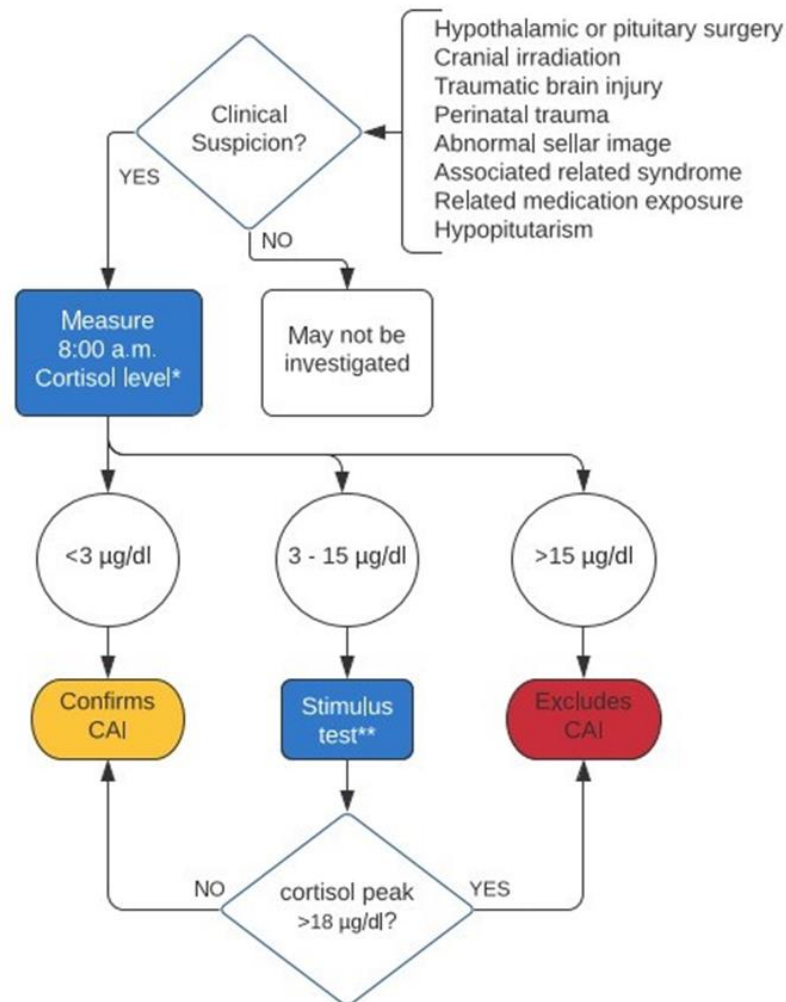 Hypothalamic or pituitary surgery
Cranial irradiation
Traumatic brain injury
Perinatal trauma
Abnormal sellar image
Associated related syndrome
Related medication exposure
Hypopitutarism
Clinical
Suspicion?
YES
NO
Measure
8:00 a.m.
Cortisol level*
May not be
investigated
<3 µg/dl
3 - 15 µg/dl
>15 µg/dl
Confirms
CAI
Stimulus
test**
Excludes
CAI
NO
cortisol peak
>18 µg/dl?
YES